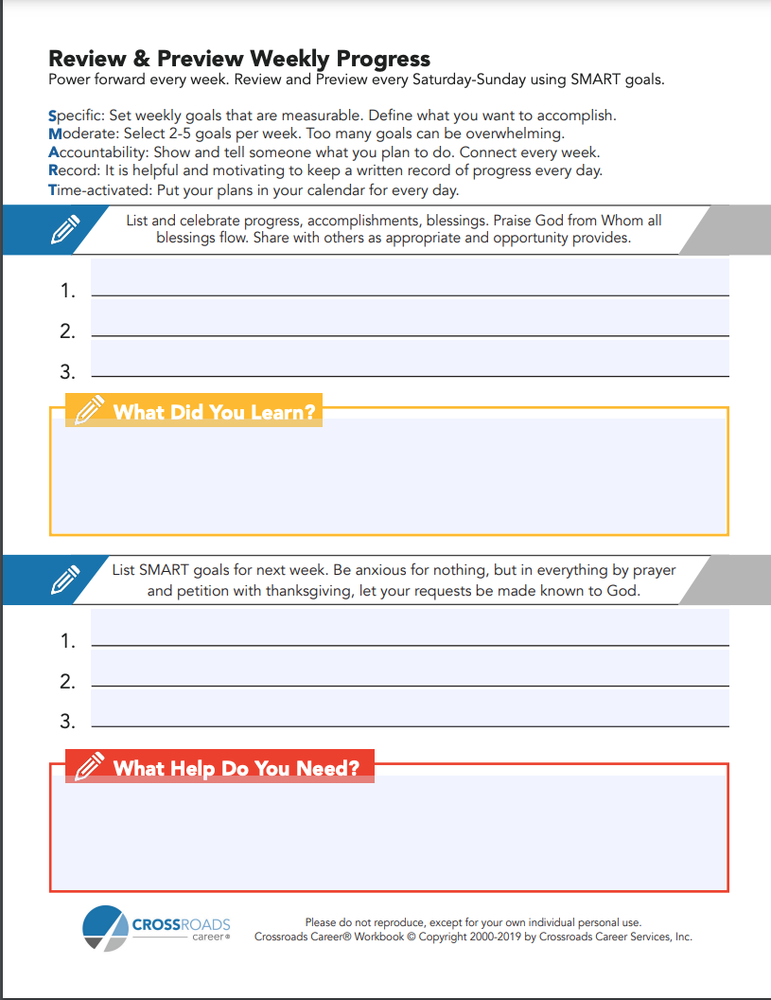 Review & Preview Weekly Progress
Power forward every week. Review and Preview every Saturday-Sunday using SMART goals.
Specific: Set weekly goals that are measurable. Define what you want to accomplish.
Moderate: Select 2-5 goals per week. Too many goals can be overwhelming.
Accountability: Show and tell someone what you plan to do. Connect every week.
Record: It is helpful and motivating to keep a written record of progress every day.
Time-activated: Put your plans in your calendar for every day.
List and celebrate progress, accomplishments, blessings. Praise God from Whom all
blessings flow. Share with others as appropriate and opportunity provides.
1.
2.
3.
What Did You Learn?
List SMART goals for next week. Be anxious for nothing, but in everything by prayer
and petition with thanksgiving, let your requests be made known to God.
1.
2.
3.
What Help Do You Need?
CROSSROADS
career®
Please do not reproduce, except for your own individual personal use.
Crossroads Career® Workbook © Copyright 2000-2019 by Crossroads Career Services, Inc.